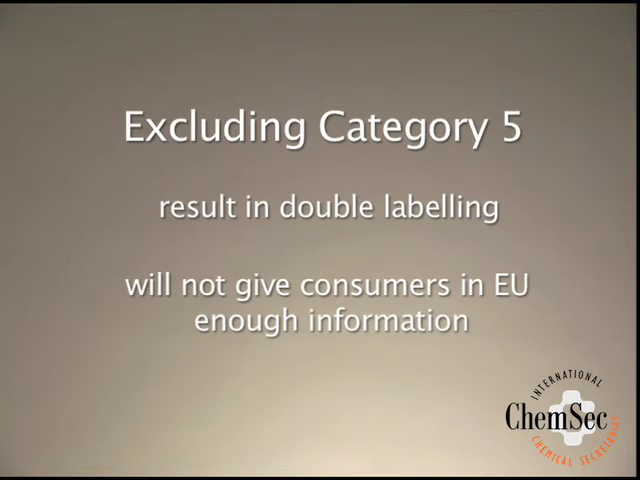 Excluding Category 5
result in double labelling
will not give consumers in EU
enough information
INTERNATIONAL
ChemSec
CHEMICAL SECRETARIAT